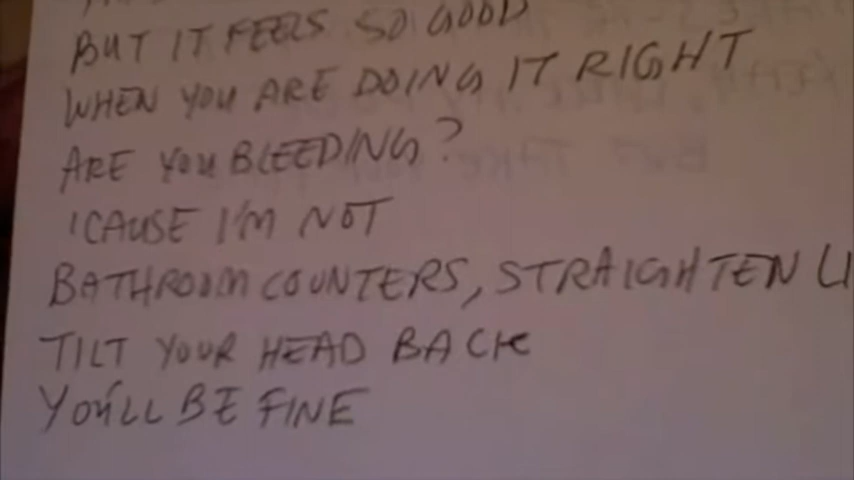 BUT IT FEELS SO GOOD
WHEN YOU ARE DOING IT RIGHT
ARE YOU BLEEDING?
'CAUSE I'M NOT
BATHROOM COUNTERS, STRAIGHTEN
TILT YOUR HEAD BACK
YOU'LL BE FINE